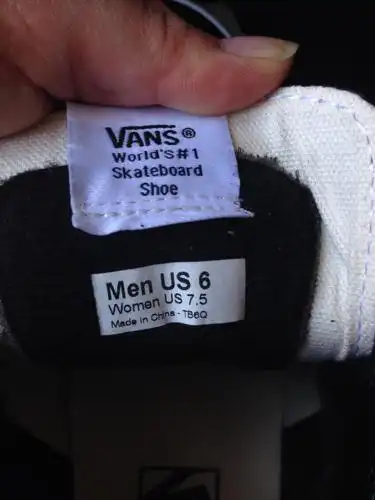 VANS®
World's #1
Skateboard
Shoe
Men US 6
Women US 7.5
Made in China - TB6Q